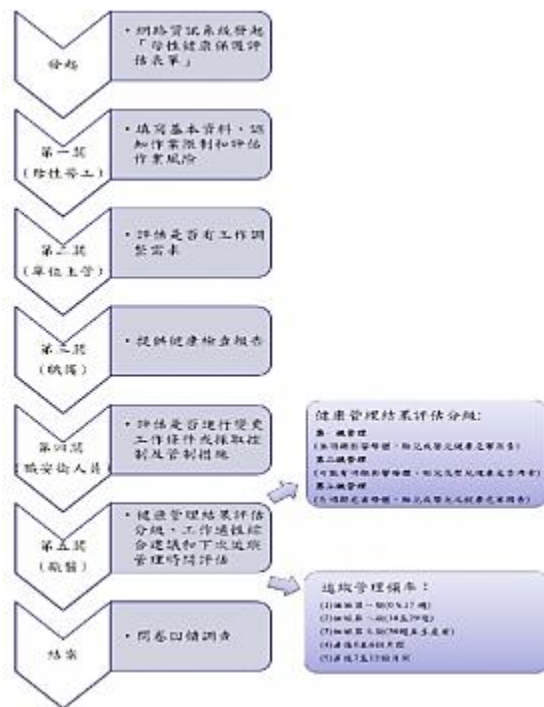 發起
・網路資訊系統發起
「母性健康保護評
估表單」
第一關
(母性勞工)
・填寫基本資料、認
知作業限制和評估
作業風險
第二關
(單位主管)
・評估是否有工作調
整需求
第三關
(職護)
・提供健康檢查報告
第四關
(職安衛人員)
・評估是否進行變更
工作條件或採取控
制及管制措施
第五關
(職醫)
・健康管理結果評估
分級、工作適性綜
合建議和下次追蹤
管理時間評估
結案
・問卷回饋調查
健康管理結果評估分級:
第一級管理
第二級管理
第三級管理
追蹤管理頻率：